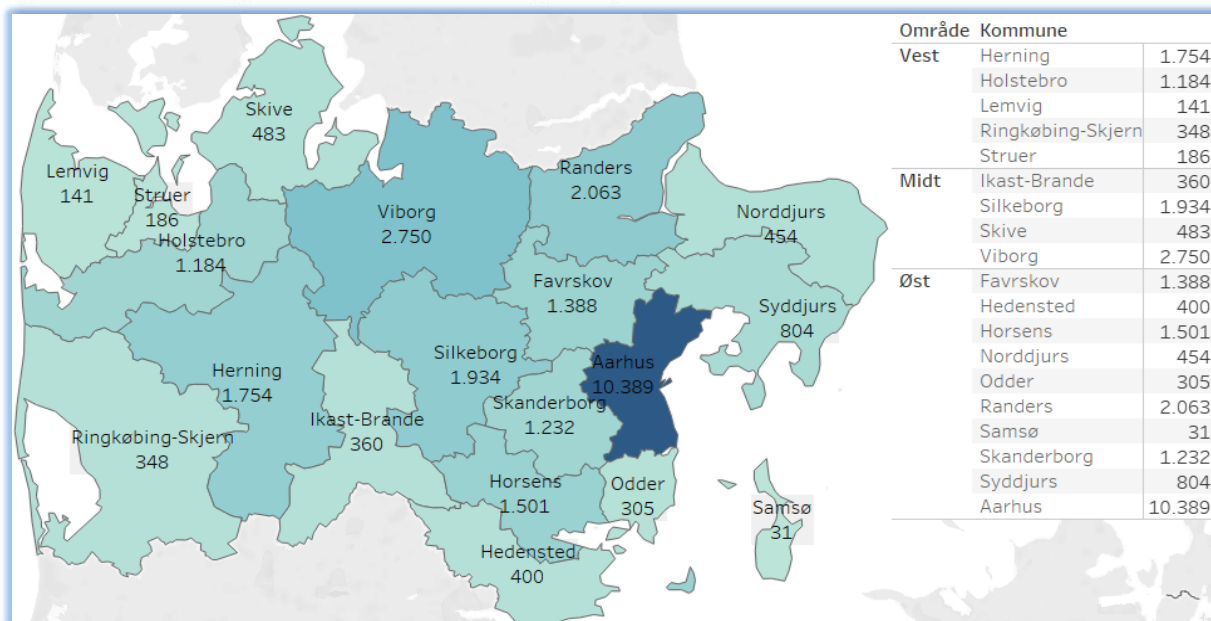 Skive
483
Lemvig
141
Struer
186
Holstebro
1.184
Viborg
2.750
Randers
2.063
Norddjurs
454
Favrskov
1.388
Syddjurs
804
Herning
1.754
Silkeborg
1.934
Aarhus
10.389
Ikast-Brande
360
Skanderborg
1.232
Ringkøbing-Skjern
348
Horsens
1.501
Odder
305
Samsø
31
Hedensted
400
Område Kommune
Vest Herning 1.754
Holstebro 1.184
Lemvig 141
Ringkøbing-Skjern 348
Struer 186
Midt Ikast-Brande 360
Silkeborg 1.934
Skive 483
Viborg 2.750
Øst Favrskov 1.388
Hedensted 400
Horsens 1.501
Norddjurs 454
Odder 305
Randers 2.063
Samsø 31
Skanderborg 1.232
Syddjurs 804
Aarhus 10.389